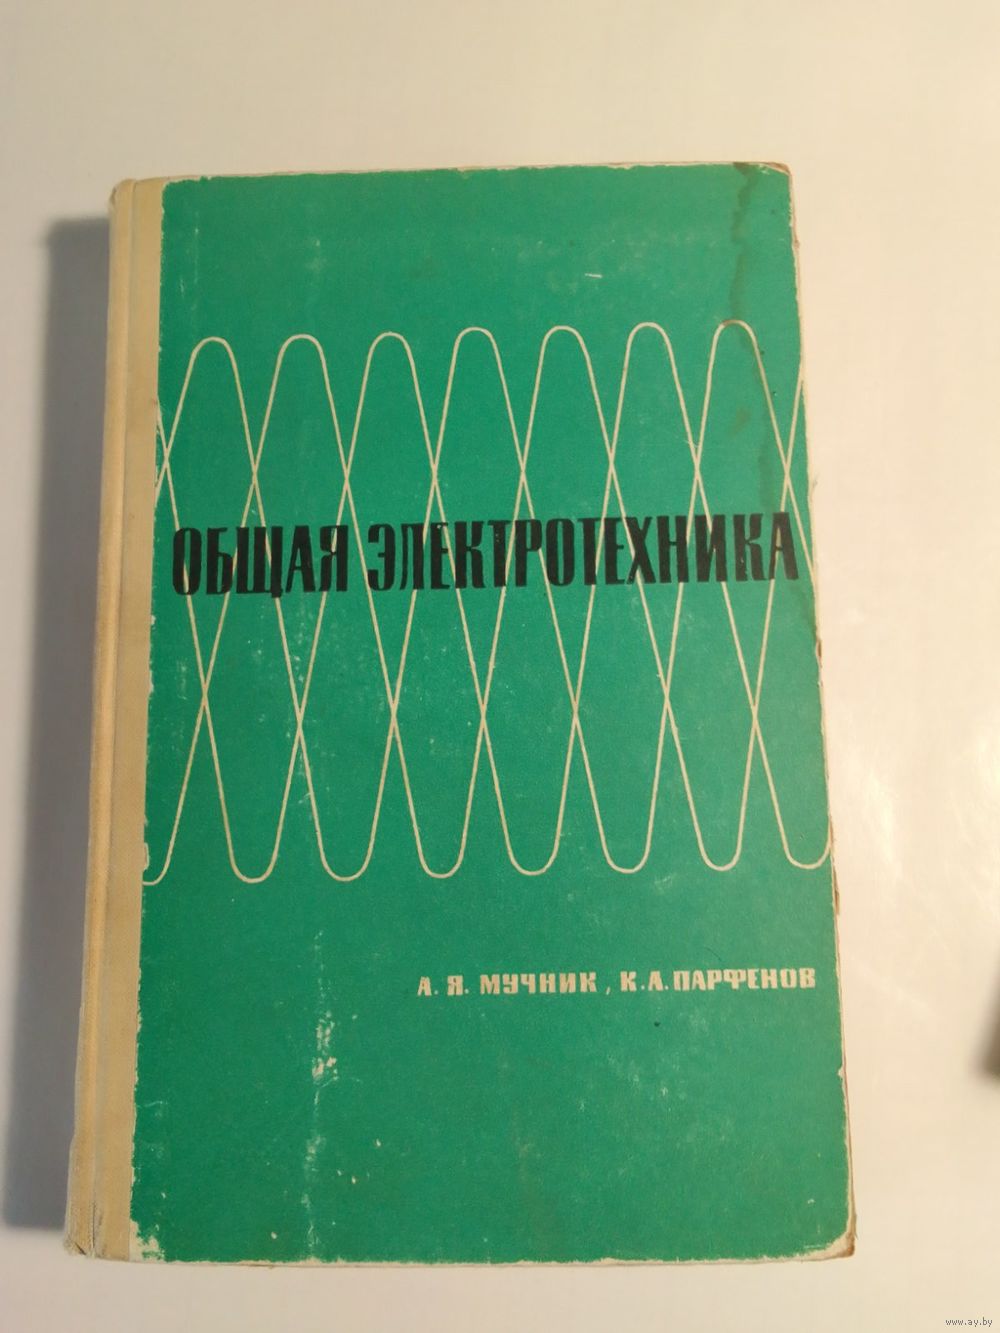 ОБЩАЯ ЭЛЕКТРОТЕХНИКА
А. Я. МУЧНИК, К.А.ПАРФЕНОВ
www.ay.by